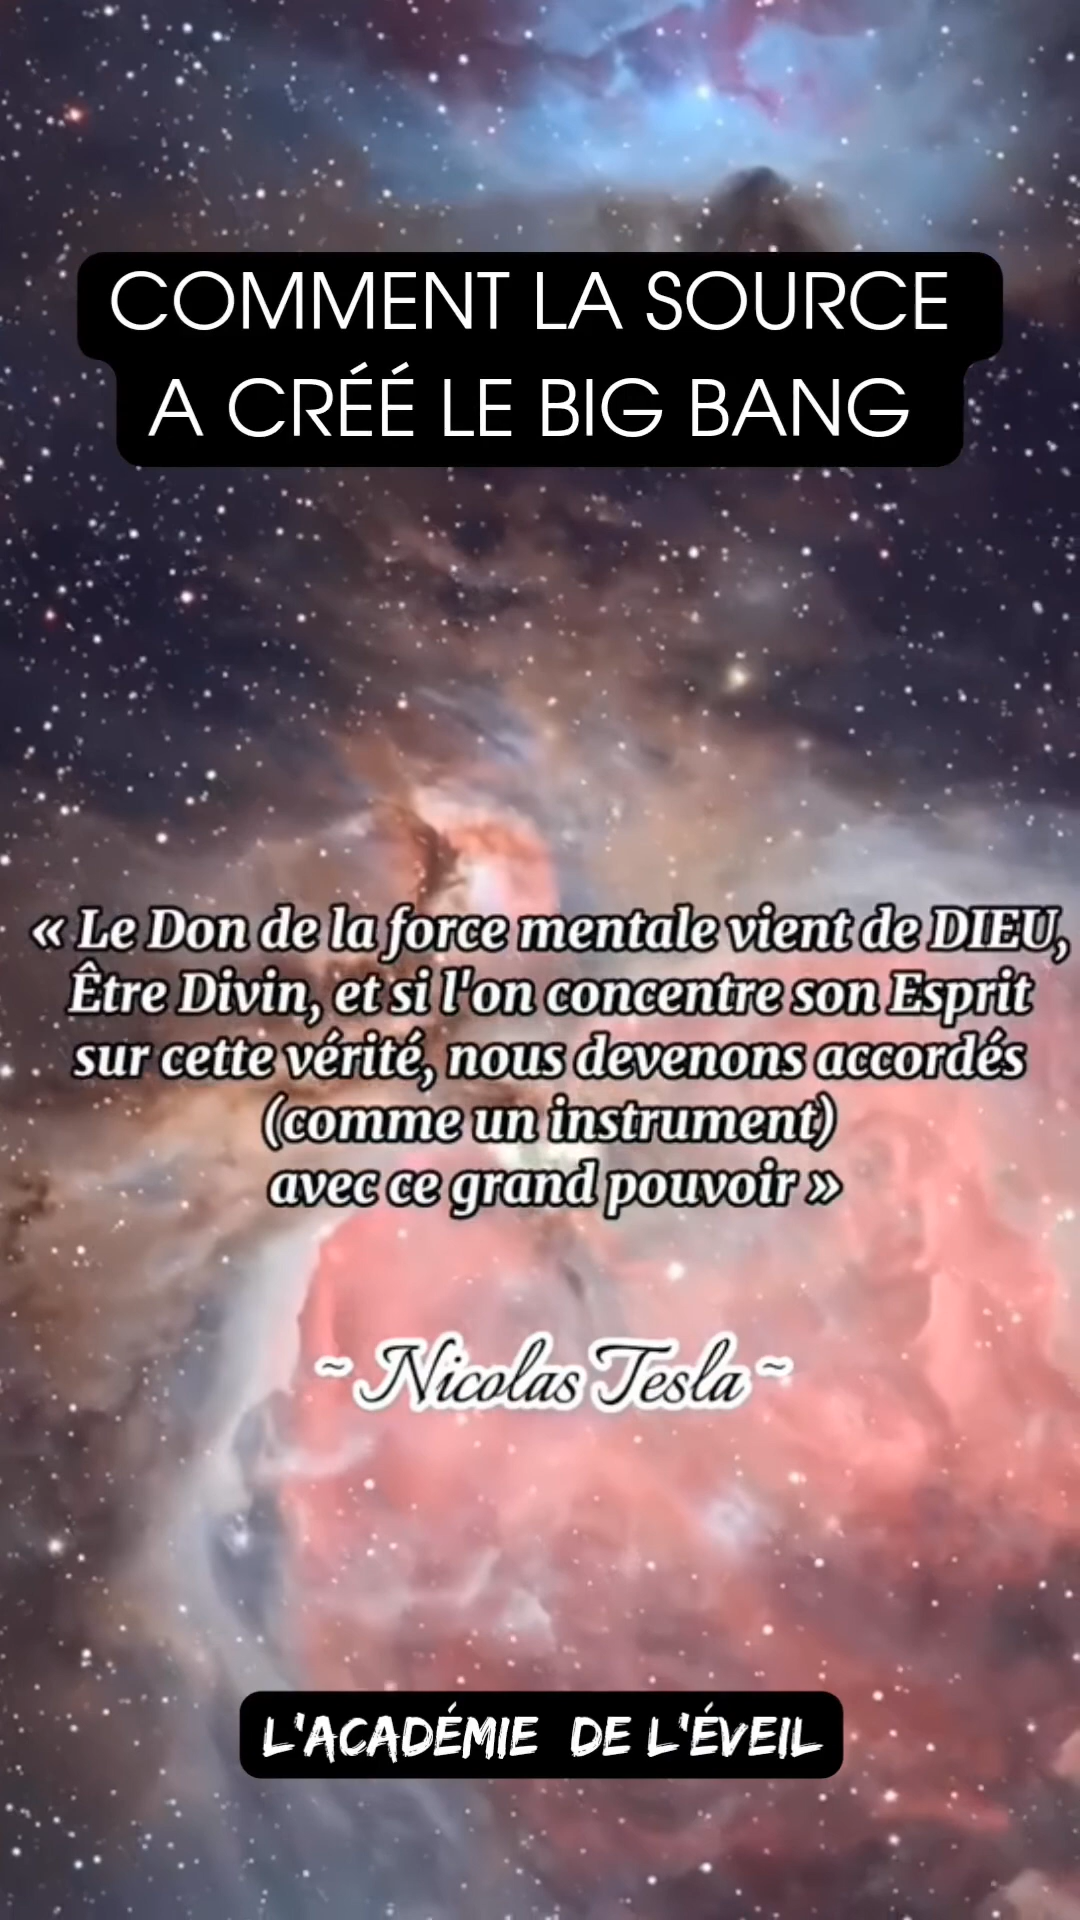 COMMENT LA SOURCE
A CRÉÉ LE BIG BANG
« Le Don de la force mentale vient de DIEU,
Être Divin, et si l'on concentre son Esprit
sur cette vérité, nous devenons accordés
(comme un instrument)
avec ce grand pouvoir »
~ Nicolas Tesla ~
L'ACADÉMIE DE L'ÉVEIL